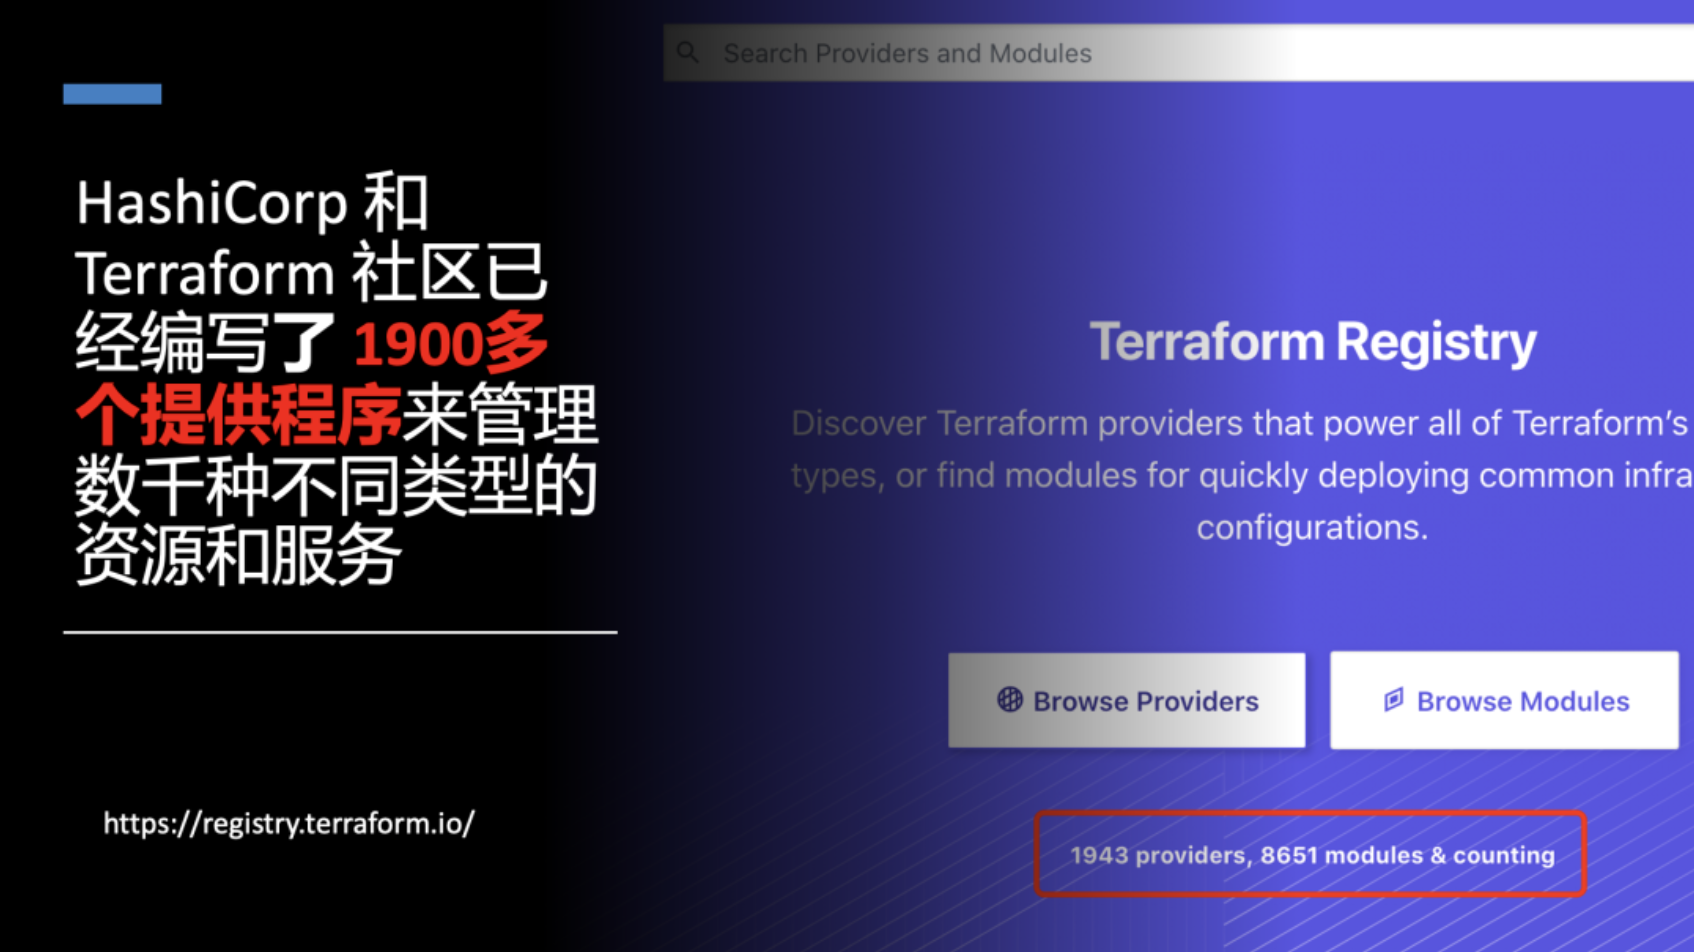 HashiCorp 和
Terraform 社区已
经编写了 1900多
个提供程序来管理
数千种不同类型的
资源和服务
https://registry.terraform.io/
Search Providers and Modules
Terraform Registry
Discover Terraform providers that power all of Terraform’s
types, or find modules for quickly deploying common infra
configurations.
Browse Providers
Browse Modules
1943 providers, 8651 modules & counting